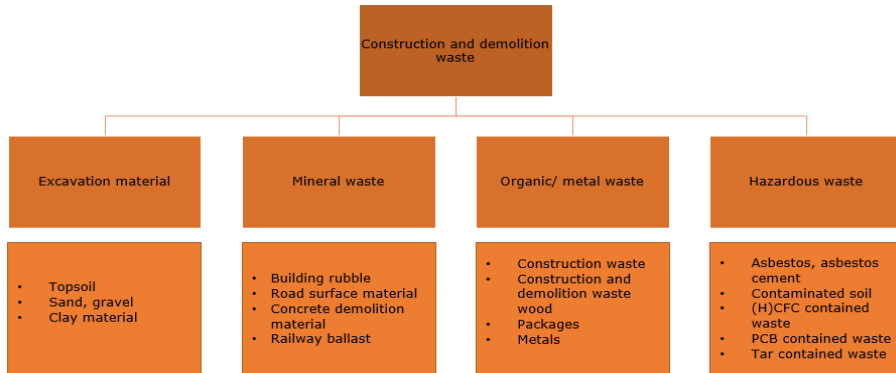 Construction and demolition
waste
Excavation material
Mineral waste
Organic/ metal waste
Hazardous waste
• Topsoil
• Sand, gravel
• Clay material
• Building rubble
• Road surface material
• Concrete demolition
material
• Railway ballast
• Construction waste
• Construction and
demolition waste
wood
• Packages
• Metals
• Asbestos, asbestos
cement
• Contaminated soil
• (H)CFC contained
waste
• PCB contained waste
• Tar contained waste